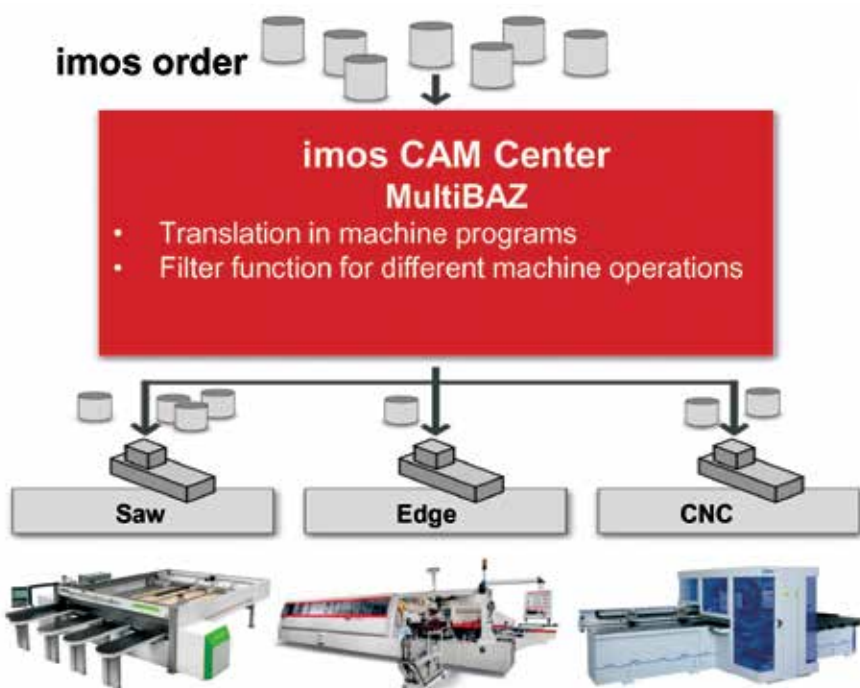 imos order
imos CAM Center
MultiBAZ
• Translation in machine programs
• Filter function for different machine operations
Saw
Edge
CNC